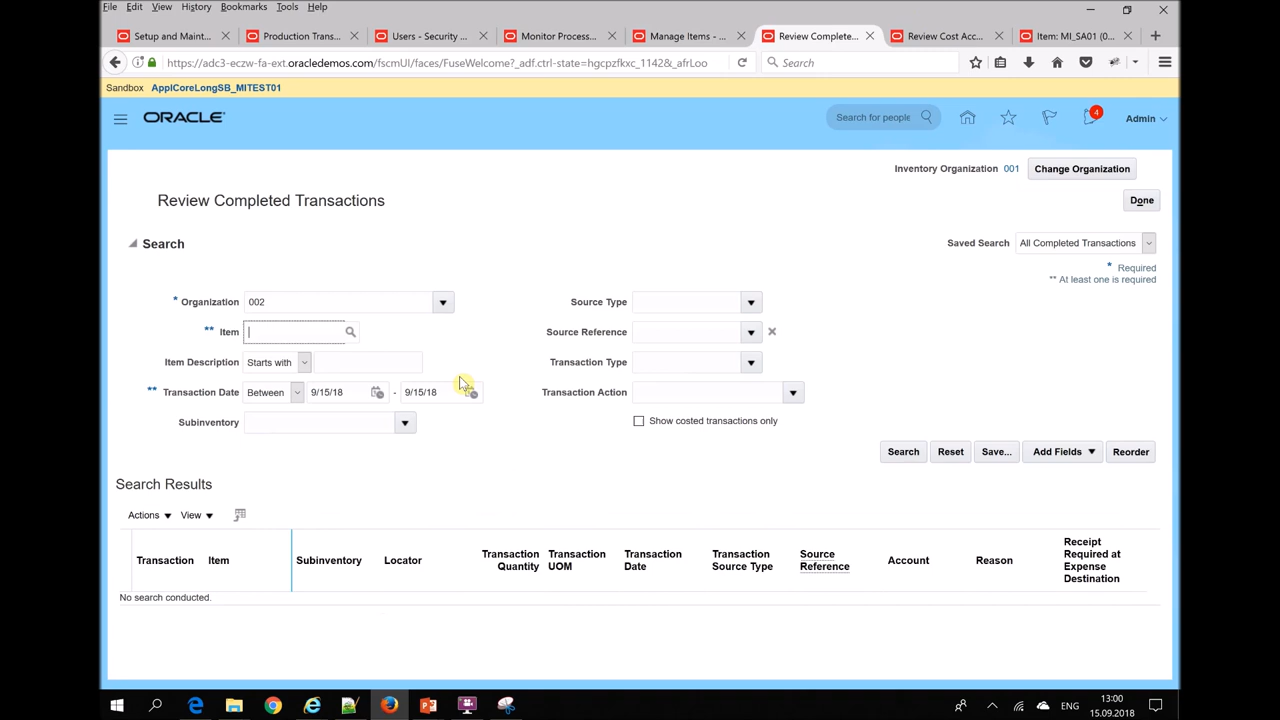 File Edit View History Bookmarks Tools Help
Setup and Maint... Production Trans... Users - Security ... Monitor Process... Manage Items - ... Review Complete... Review Cost Acc... Item: MI_SA01 (...
https://adc3-eczw-fa-ext.oracledemos.com/fscmUI/faces/FuseWelcome?_adf.ctrl-state=hgcpzfkxc_1142&_afrLoo Search
Sandbox ApplCoreLongSB_MITEST01
ORACLE Search for people 4 Admin
Inventory Organization 001 Change Organization
Review Completed Transactions Done
Search Saved Search All Completed Transactions
* Required
** At least one is required
* Organization 002 Source Type
** Item Source Reference
Item Description Starts with Transaction Type
** Transaction Date Between 9/15/18 - 9/15/18 Transaction Action
Subinventory Show costed transactions only
Search Reset Save... Add Fields Reorder
Search Results
Actions View
Transaction Item Subinventory Locator Transaction Quantity Transaction UOM Transaction Date Transaction Source Type Source Reference Account Reason Receipt Required at Expense Destination
No search conducted.
ENG 13:00
15.09.2018